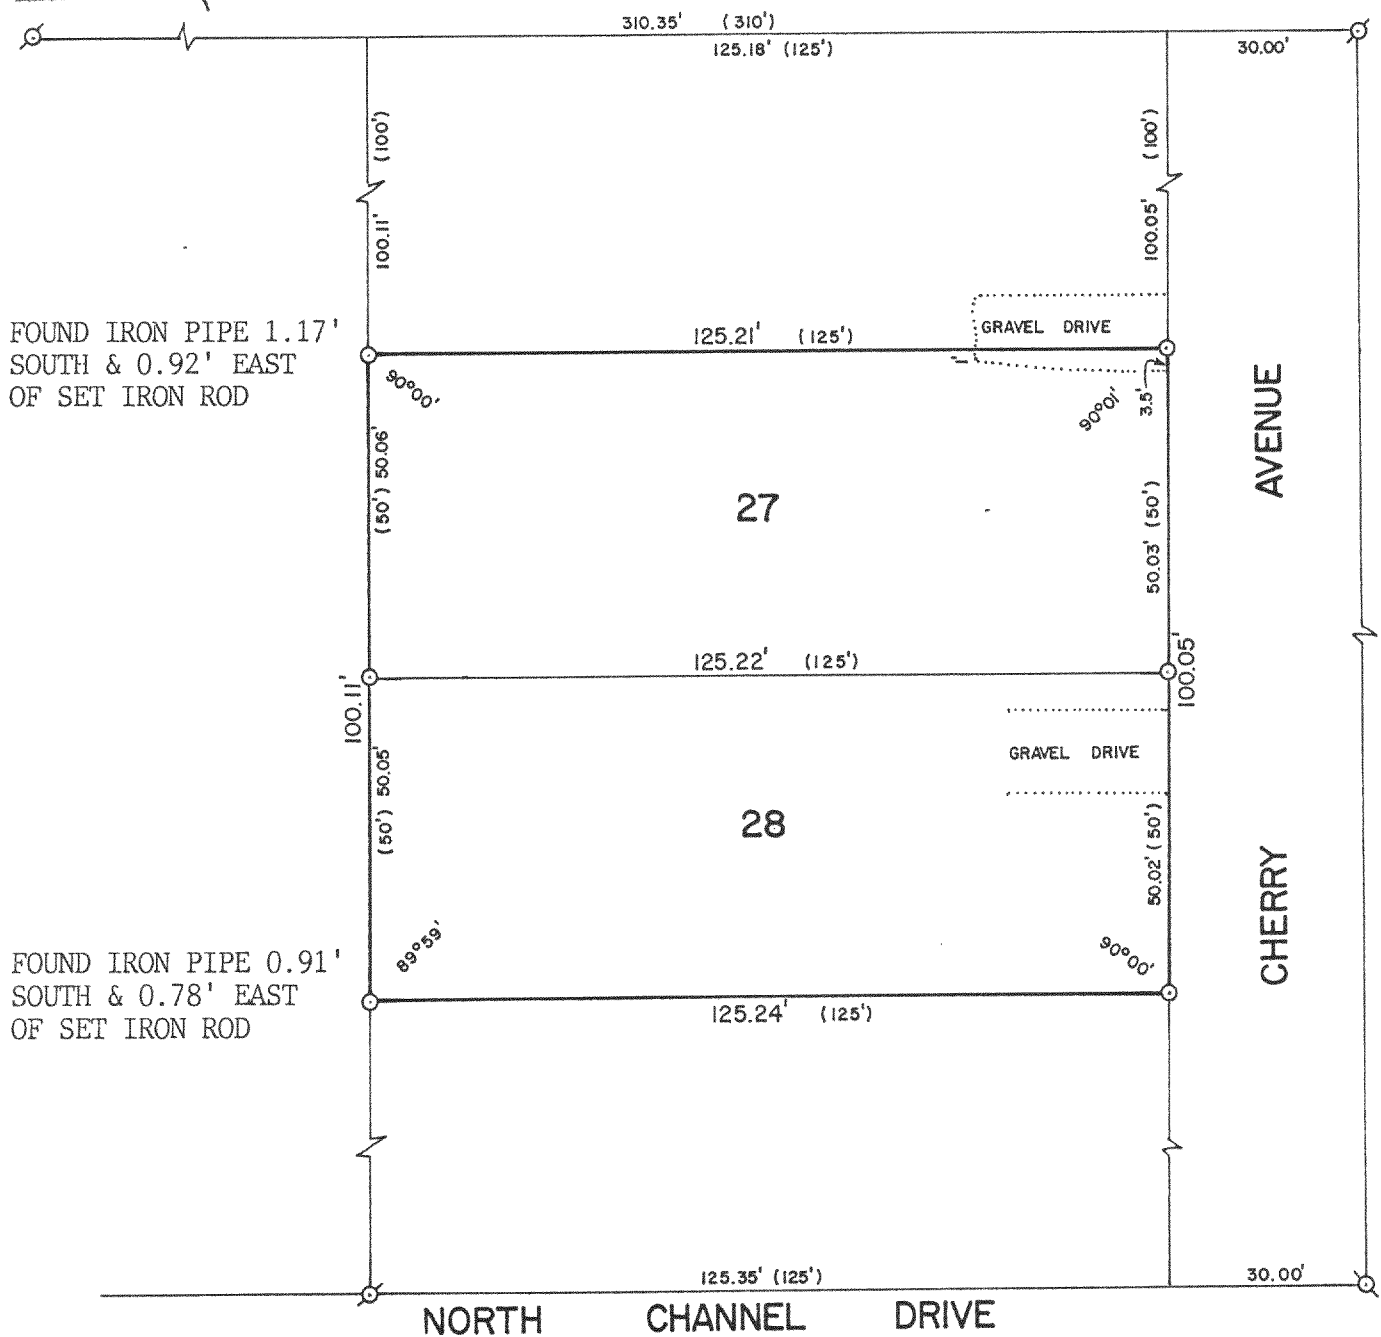 310.35' (310')
125.18' (125')
30.00'
(100')
(100')
100.11'
100.05'
FOUND IRON PIPE 1.17'
SOUTH & 0.92' EAST
OF SET IRON ROD
125.21' (125')
GRAVEL DRIVE
1'
3.5'
90°00'
90°01'
AVENUE
(50') 50.06'
27
50.03' (50')
125.22' (125')
100.11'
100.05'
GRAVEL DRIVE
(50') 50.05'
28
50.02' (50')
CHERRY
89°59'
90°00'
FOUND IRON PIPE 0.91'
SOUTH & 0.78' EAST
OF SET IRON ROD
125.24' (125')
125.35' (125')
30.00'
NORTH CHANNEL DRIVE